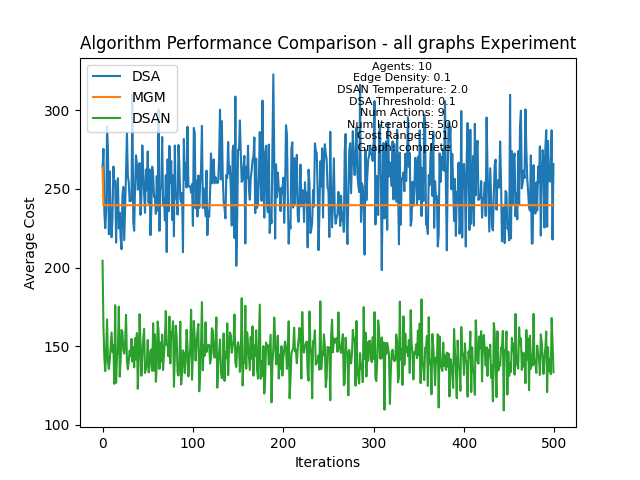 Algorithm Performance Comparison - all graphs Experiment
DSA
MGM
DSAN
Agents: 10
Edge Density: 0.1
DSAN Temperature: 2.0
DSA Threshold: 0.1
Num Actions: 9
Num Iterations: 500
Cost Range: 501
Graph: complete
Average Cost
300
250
200
150
100
0
100
200
300
400
500
Iterations